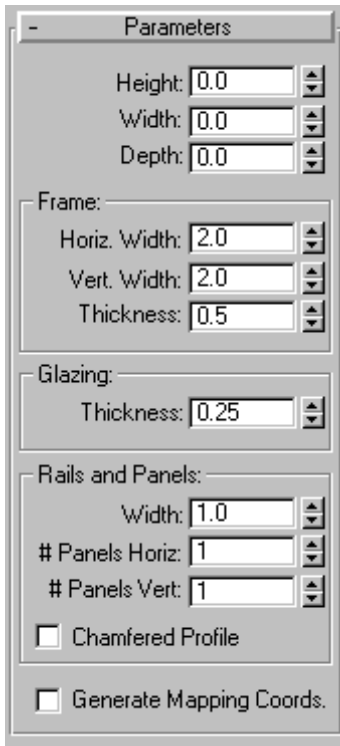 - Parameters
Height: 0.0
Width: 0.0
Depth: 0.0
Frame:
Horiz. Width: 2.0
Vert. Width: 2.0
Thickness: 0.5
Glazing:
Thickness: 0.25
Rails and Panels:
Width: 1.0
# Panels Horiz: 1
# Panels Vert: 1
Chamfered Profile
Generate Mapping Coords.